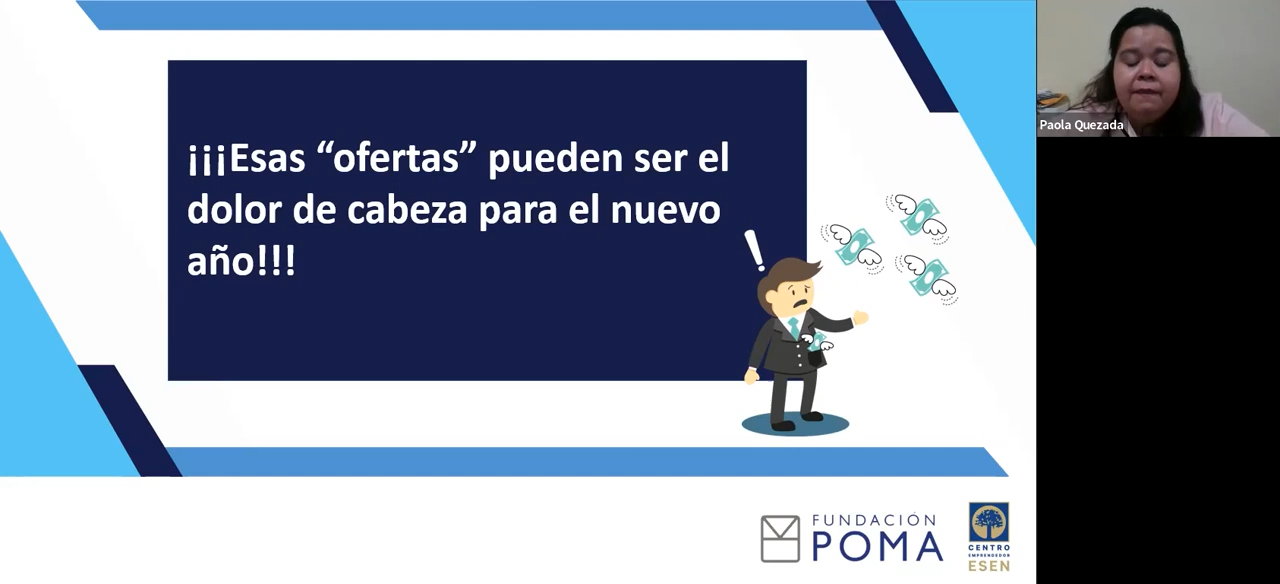 ¡¡¡Esas “ofertas” pueden ser el
dolor de cabeza para el nuevo
año!!!
Paola Quezada
FUNDACIÓN
POMA
CENTRO
EMPRENDEDOR
ESEN